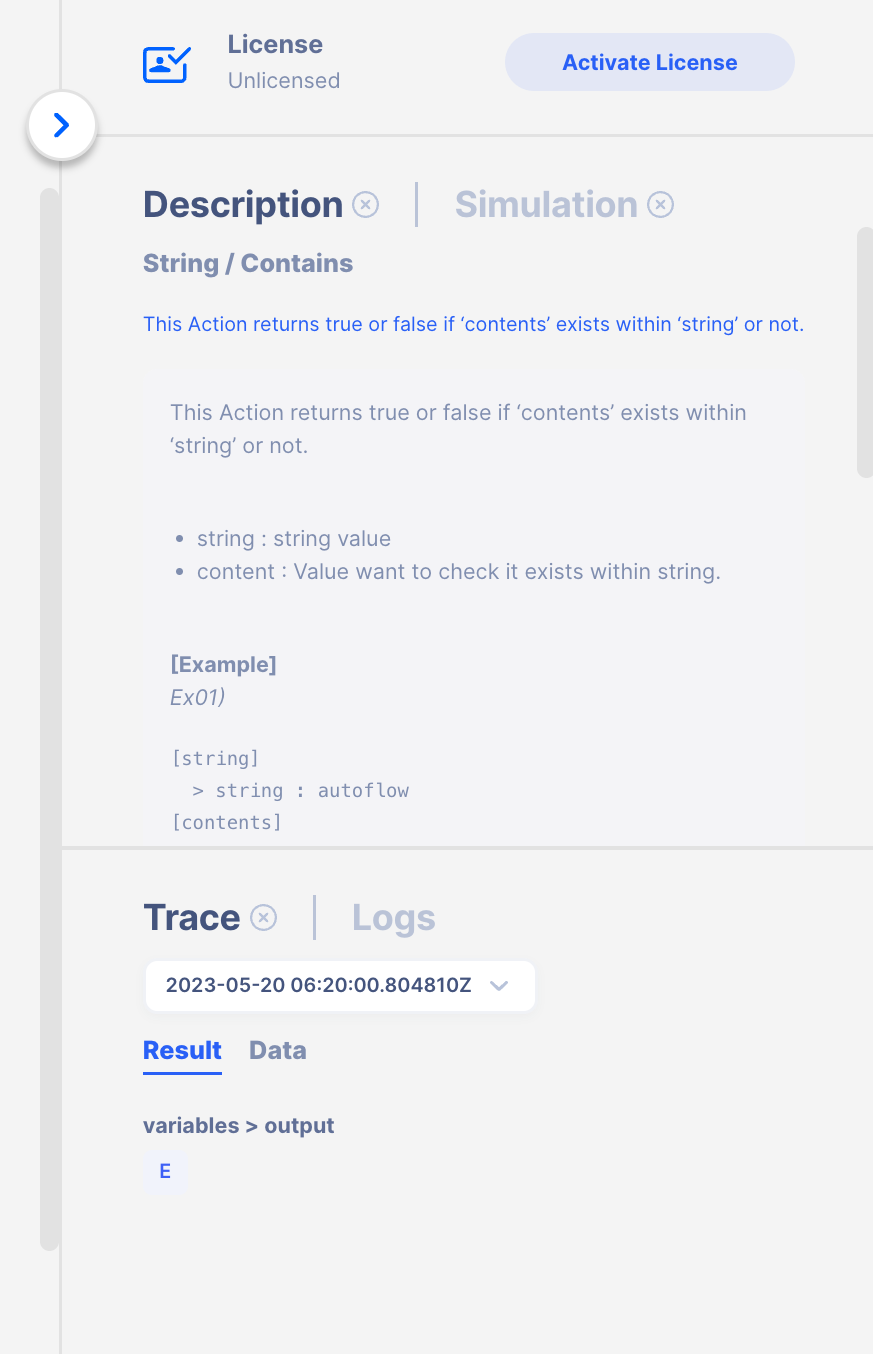 License
Unlicensed
Activate License
Description
Simulation
String / Contains
This Action returns true or false if ‘contents’ exists within ‘string’ or not.
This Action returns true or false if ‘contents’ exists within
‘string’ or not.
• string : string value
• content : Value want to check it exists within string.
[Example]
Ex01)
[string]
> string : autoflow
[contents]
Trace
Logs
2023-05-20 06:20:00.804810Z
Result
Data
variables > output
E